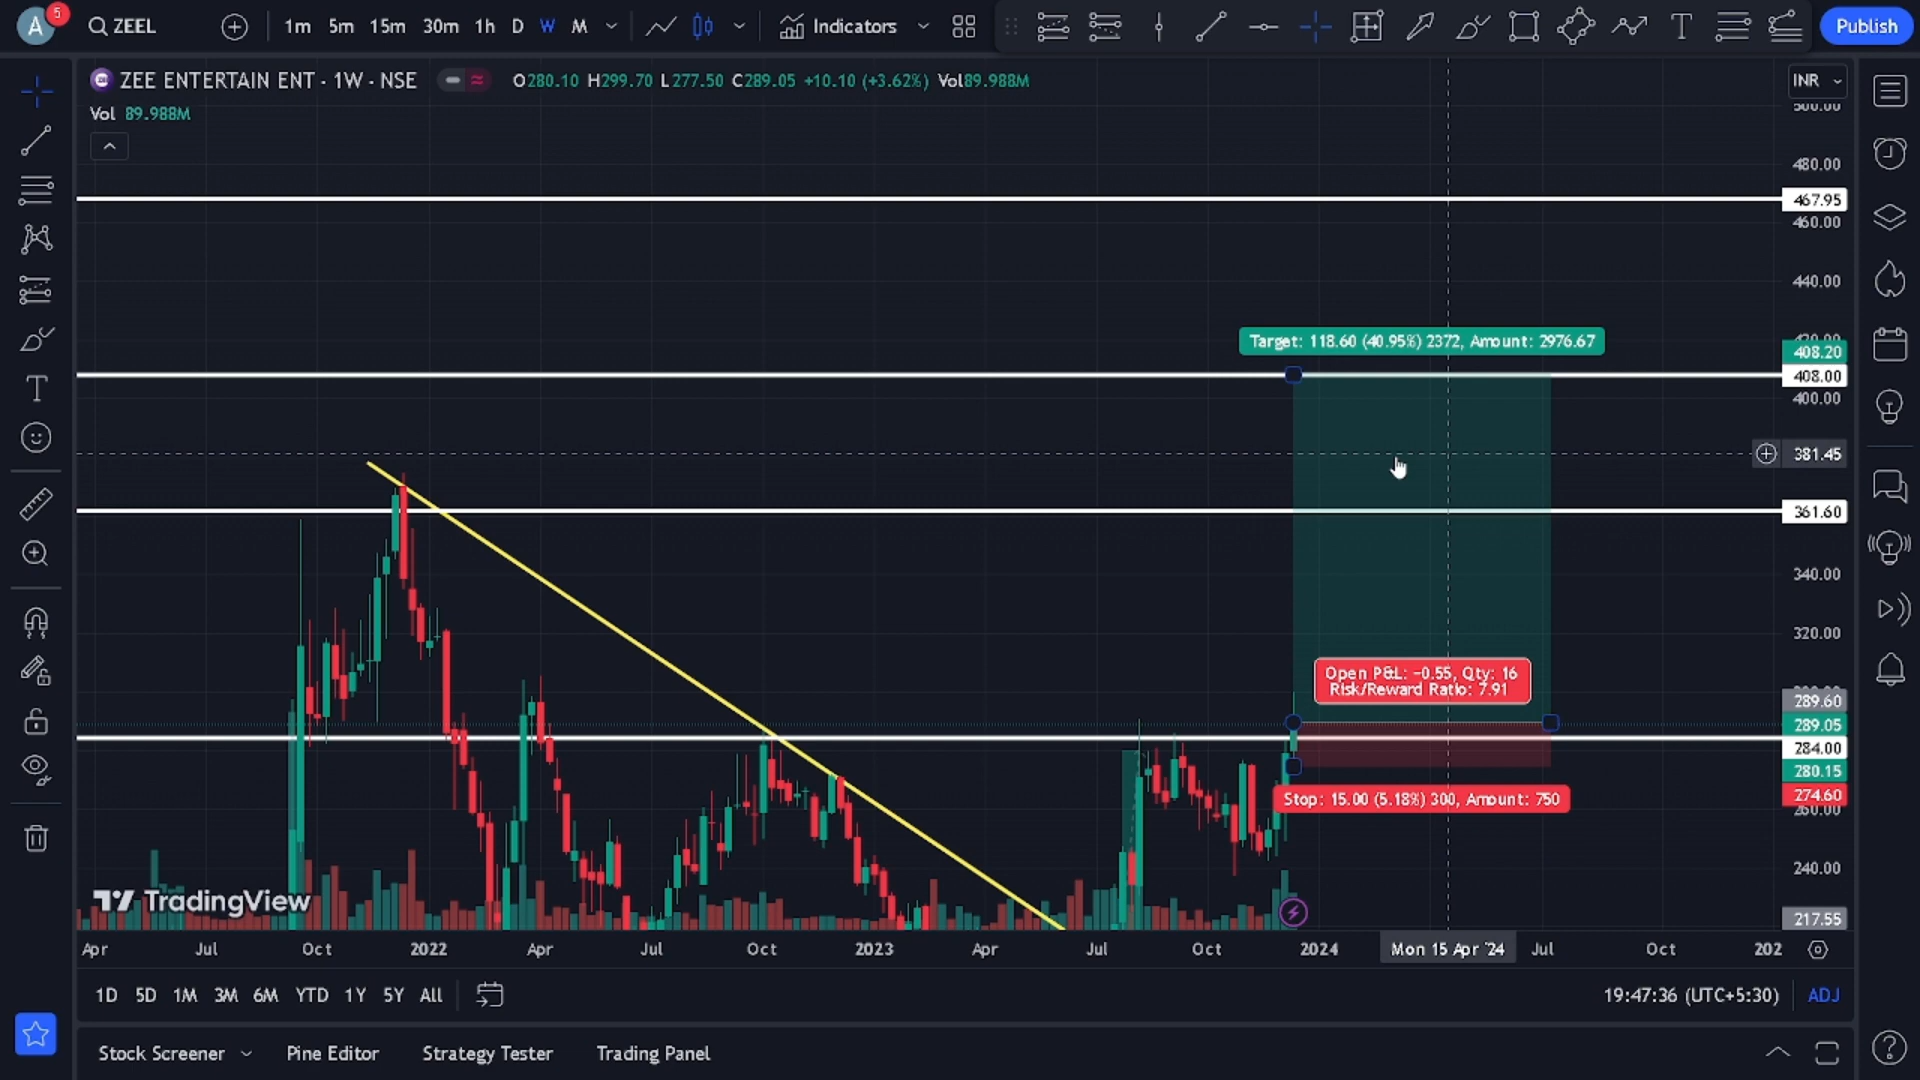 A
5
ZEEL
1m 5m 15m 30m 1h D W M
Indicators
T
Publish
ZEE ENTERTAIN ENT · 1W · NSE
O280.10 H299.70 L277.50 C289.05 +10.10 (+3.62%) Vol89.988M
INR
Vol 89.988M
500.00
480.00
467.95
460.00
440.00
Target: 118.60 (40.95%) 2372, Amount: 2976.67
408.20
408.00
400.00
381.45
361.60
340.00
320.00
Open P&L: −0.55, Qty: 16
Risk/Reward Ratio: 7.91
289.60
289.05
284.00
280.15
274.60
Stop: 15.00 (5.18%) 300, Amount: 750
260.00
240.00
TradingView
217.55
Apr Jul Oct 2022 Apr Jul Oct 2023 Apr Jul Oct 2024 Mon 15 Apr '24 Jul Oct 202
1D 5D 1M 3M 6M YTD 1Y 5Y All
19:47:36 (UTC+5:30) ADJ
Stock Screener Pine Editor Strategy Tester Trading Panel